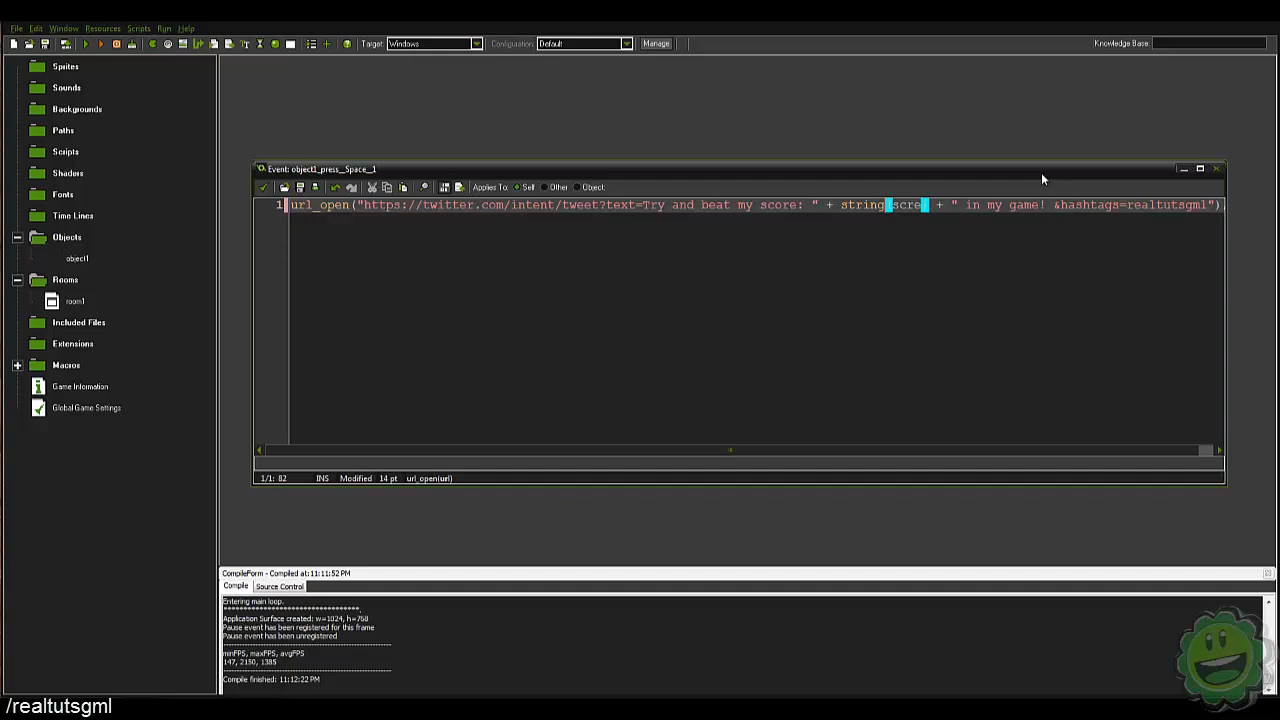 File Edit Window Resources Scripts Run Help
Target: Windows Configuration: Default Manage Knowledge Base:
Sprites
Sounds
Backgrounds
Paths
Scripts
Shaders
Fonts
Time Lines
Objects
object1
Rooms
room1
Included Files
Extensions
Macros
Game Information
Global Game Settings
Event: object1_press__Space__1
Applies To: Self Other Object:
1 url_open("https://twitter.com/intent/tweet?text=Try and beat my score: " + string(scre) + " in my game! &hashtags=realtutsgml")
1/1: 82 INS Modified 14 pt url_open(url)
CompileForm - Compiled at: 11:11:52 PM
Compile Source Control
Entering main loop.
Application Surface created: w=1024, h=768
Pause event has been registered for this frame
Pause event has been unregistered
minFPS, maxFPS, avgFPS
147, 2150, 1385
Compile finished: 11:12:22 PM
/realtutsgml